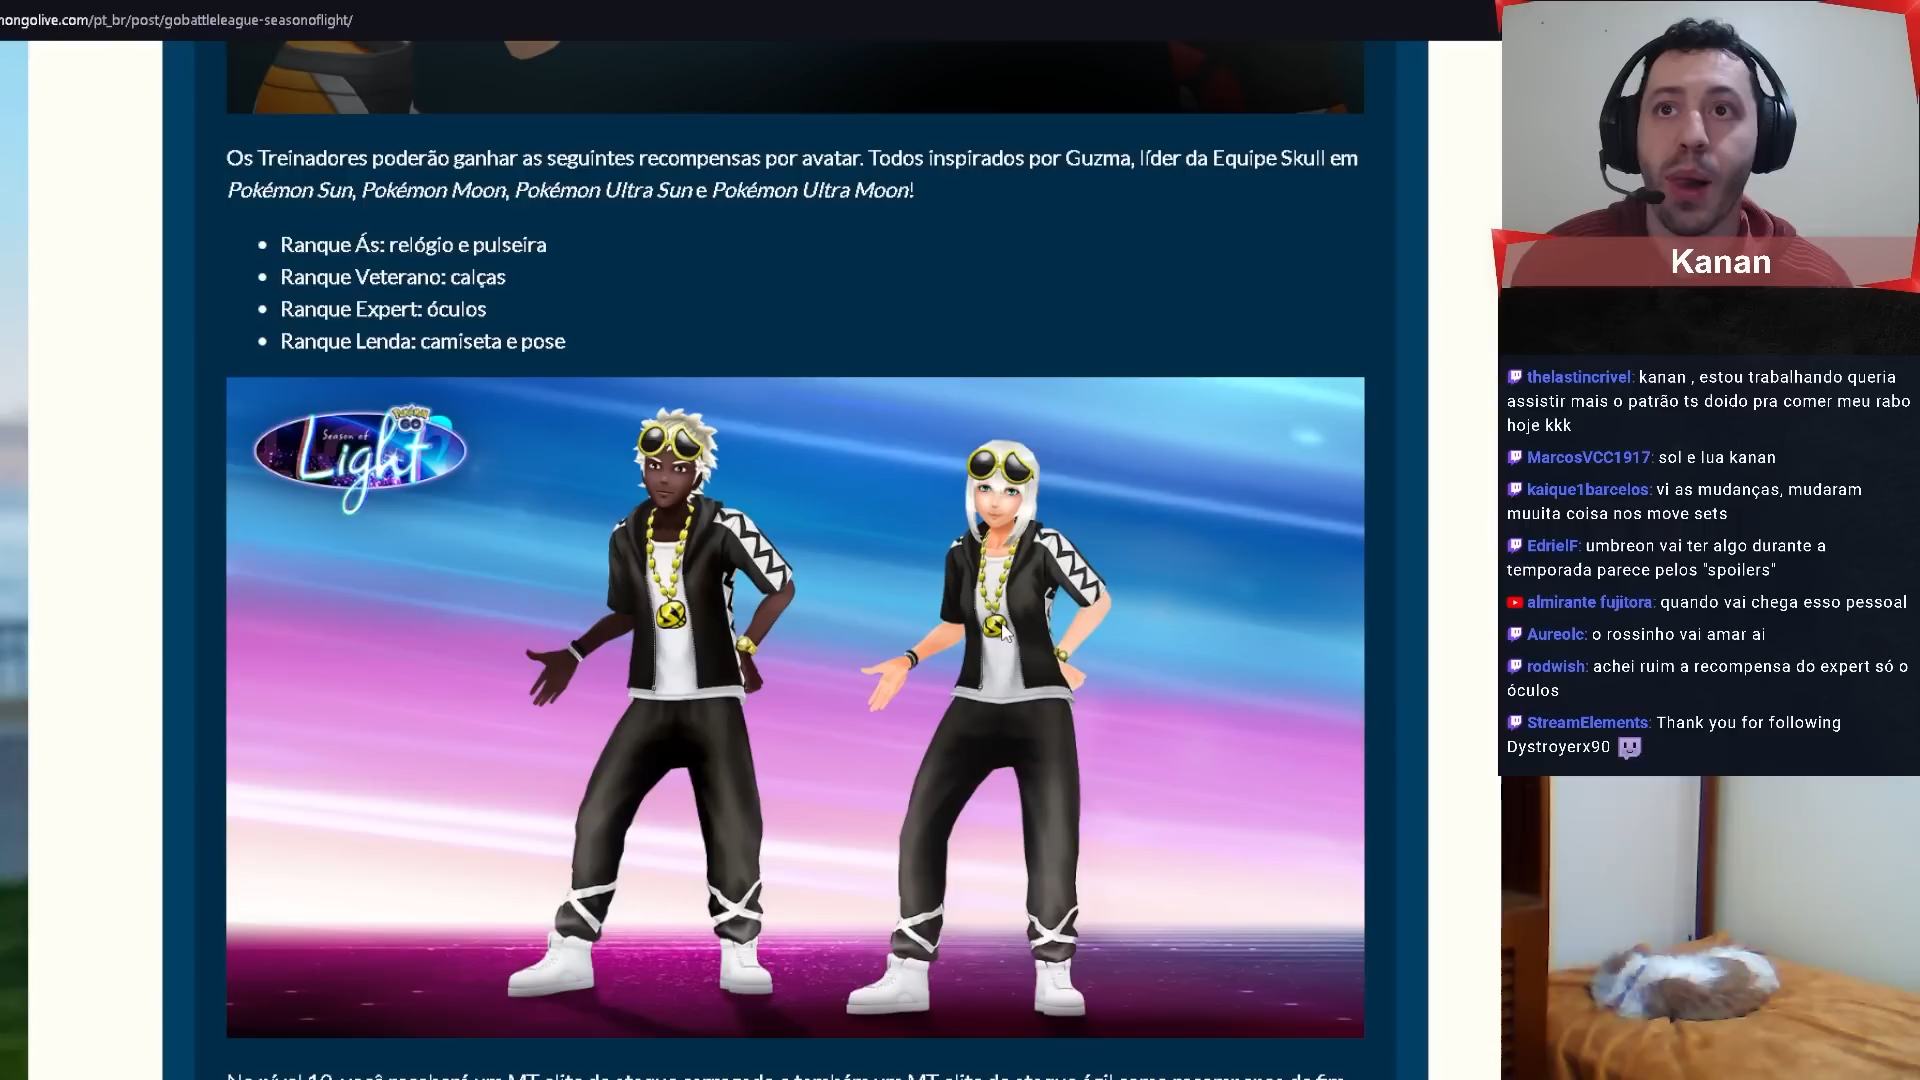 nongolive.com/pt_br/post/gobattleleague-seasonoflight/
Os Treinadores poderão ganhar as seguintes recompensas por avatar. Todos inspirados por Guzma, líder da Equipe Skull em
Pokémon Sun, Pokémon Moon, Pokémon Ultra Sun e Pokémon Ultra Moon!
Ranque Ás: relógio e pulseira
Ranque Veterano: calças
Ranque Expert: óculos
Ranque Lenda: camiseta e pose
Pokémon
GO
Season of
Light
Kanan
thelastincrivel: kanan , estou trabalhando queria
assistir mais o patrão ts doido pra comer meu rabo
hoje kkk
MarcosVCC1917: sol e lua kanan
kaique1barcelos: vi as mudanças, mudaram
muuita coisa nos move sets
EdrielF: umbreon vai ter algo durante a
temporada parece pelos "spoilers"
almirante fujitora: quando vai chega esso pessoal
Aureolc: o rossinho vai amar ai
rodwish: achei ruim a recompensa do expert só o
óculos
StreamElements: Thank you for following
Dystroyerx90